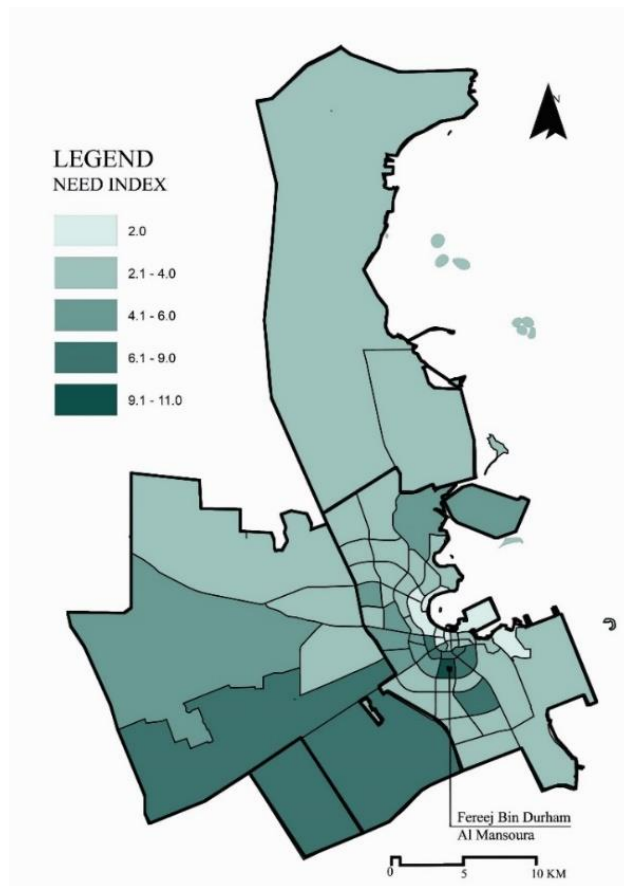 N
LEGEND
NEED INDEX
2.0
2.1 - 4.0
4.1 - 6.0
6.1 - 9.0
9.1 - 11.0
Fereej Bin Durham
Al Mansoura
0 5 10 KM